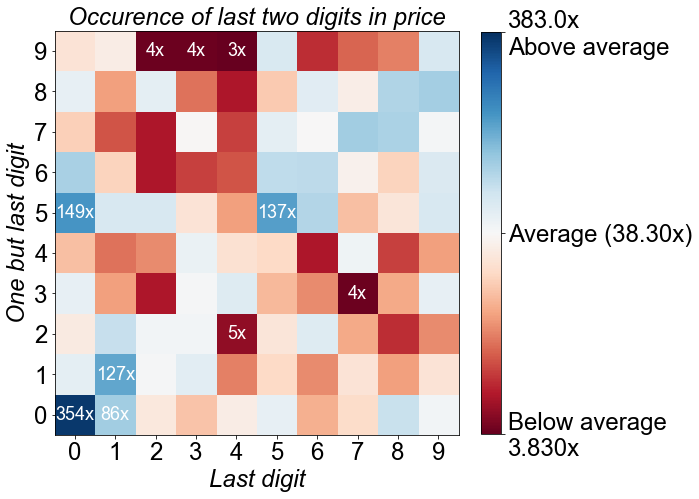 Occurence of last two digits in price
383.0x
Above average
9
4x 4x 3x
8
7
6
5
149x 137x
Average (38.30x)
4
3
4x
2
5x
1
127x
0
354x 86x
Below average
3.830x
0 1 2 3 4 5 6 7 8 9
Last digit
One but last digit